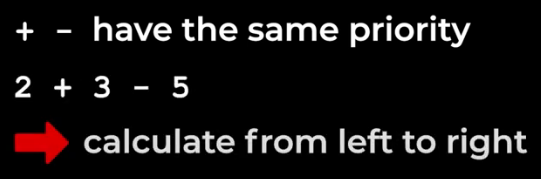 + - have the same priority
2 + 3 - 5
calculate from left to right